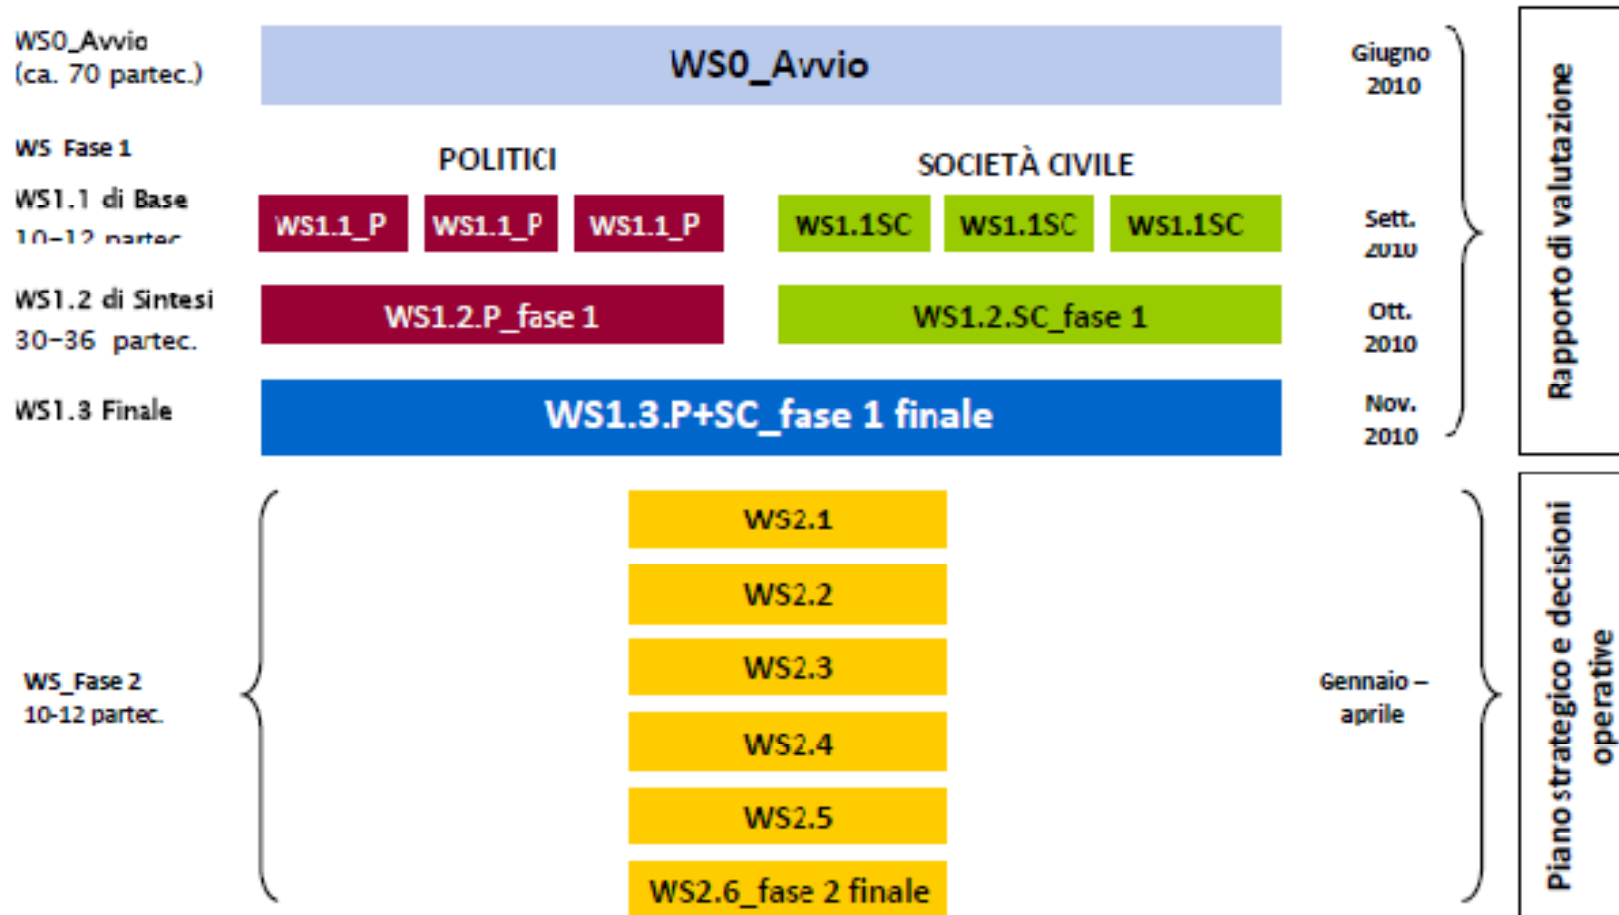 WS0_Avvio
(ca. 70 partec.)
WS0_Avvio
Giugno
2010
WS Fase 1
POLITICI
SOCIETÀ CIVILE
WS1.1 di Base
10-12 partec
WS1.1_P
WS1.1_P
WS1.1_P
WS1.1SC
WS1.1SC
WS1.1SC
Sett.
2010
WS1.2 di Sintesi
30-36 partec.
WS1.2.P_fase 1
WS1.2.SC_fase 1
Ott.
2010
WS1.3 Finale
WS1.3.P+SC_fase 1 finale
Nov.
2010
Rapporto di valutazione
WS_Fase 2
10-12 partec.
WS2.1
WS2.2
WS2.3
WS2.4
WS2.5
WS2.6_fase 2 finale
Gennaio –
aprile
Piano strategico e decisioni
operative